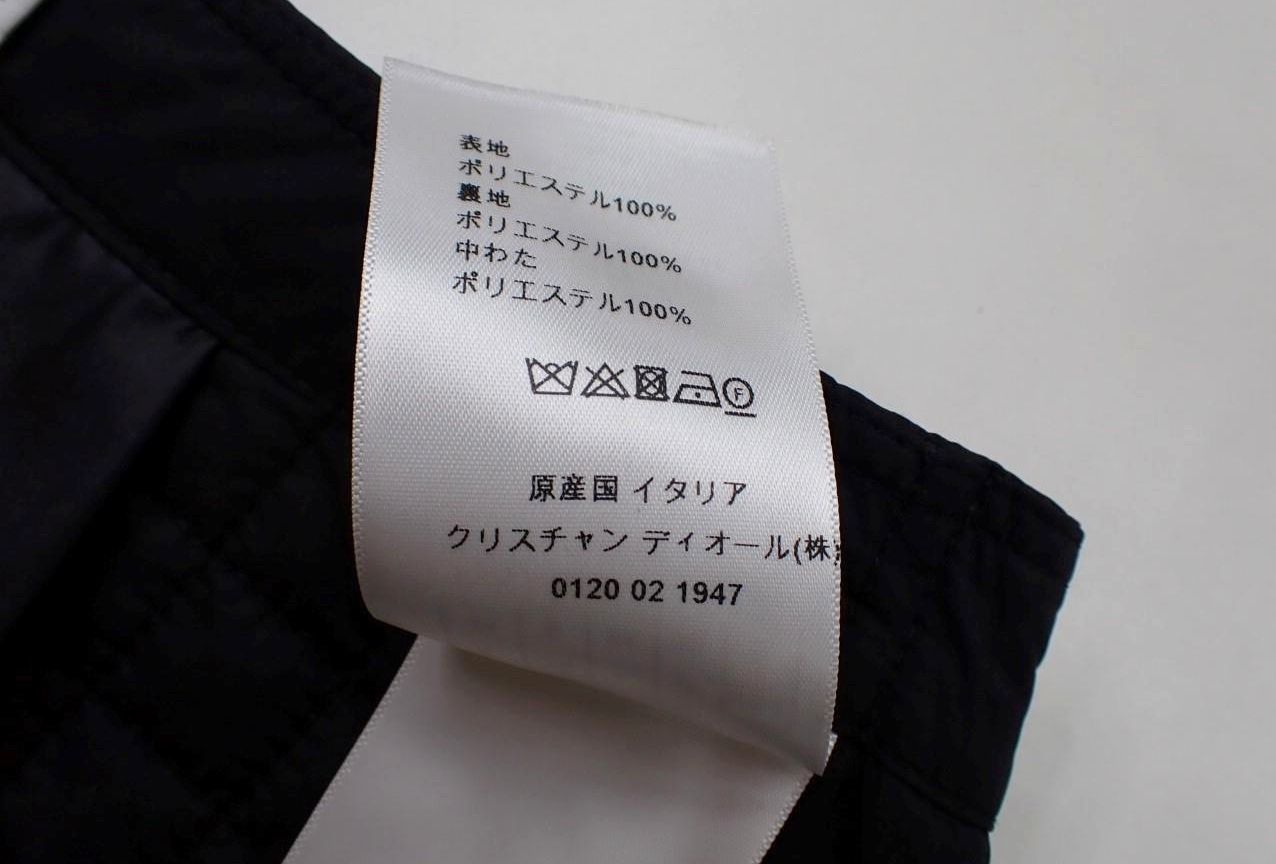 表地
ポリエステル100%
裏地
ポリエステル100%
中わた
ポリエステル100%
F
原産国 イタリア
クリスチャン ディオール(株)
0120 02 1947